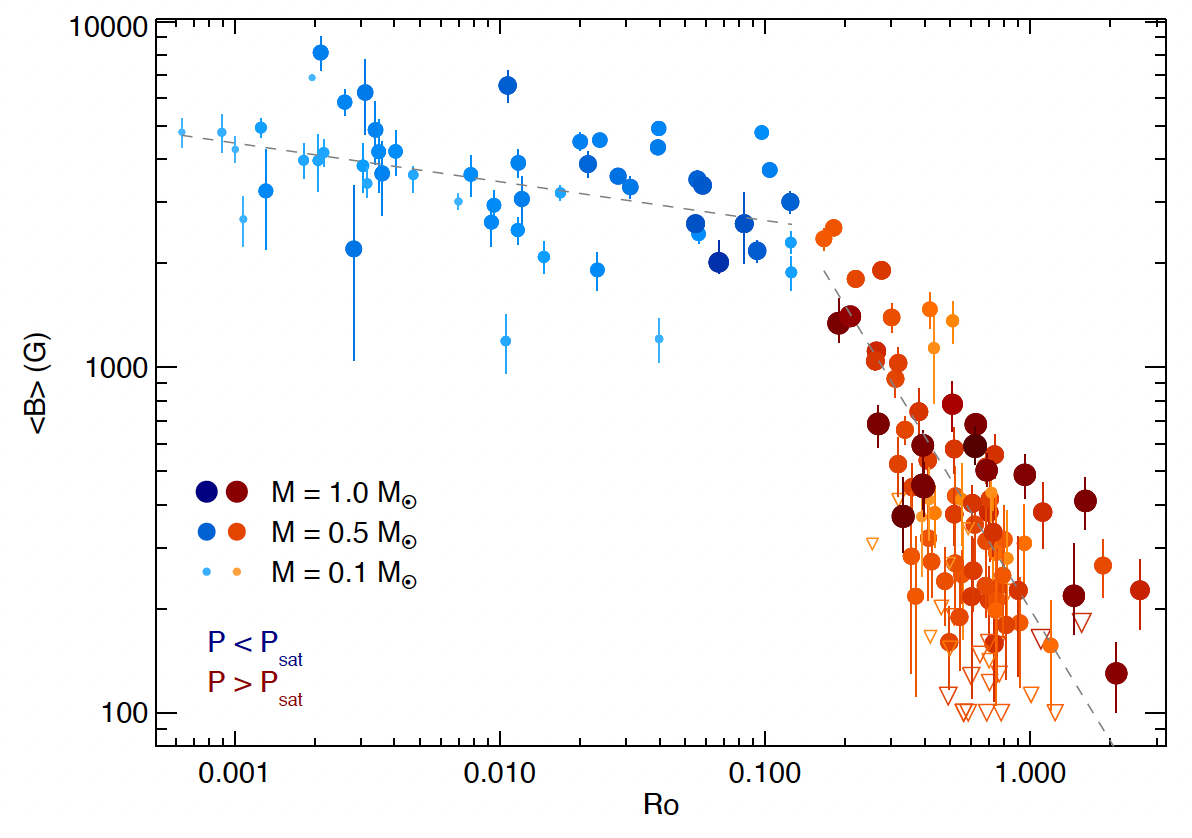 10000
1000
100
<B> (G)
M = 1.0 M☉
M = 0.5 M☉
M = 0.1 M☉
P < Psat
P > Psat
0.001
0.010
0.100
1.000
Ro